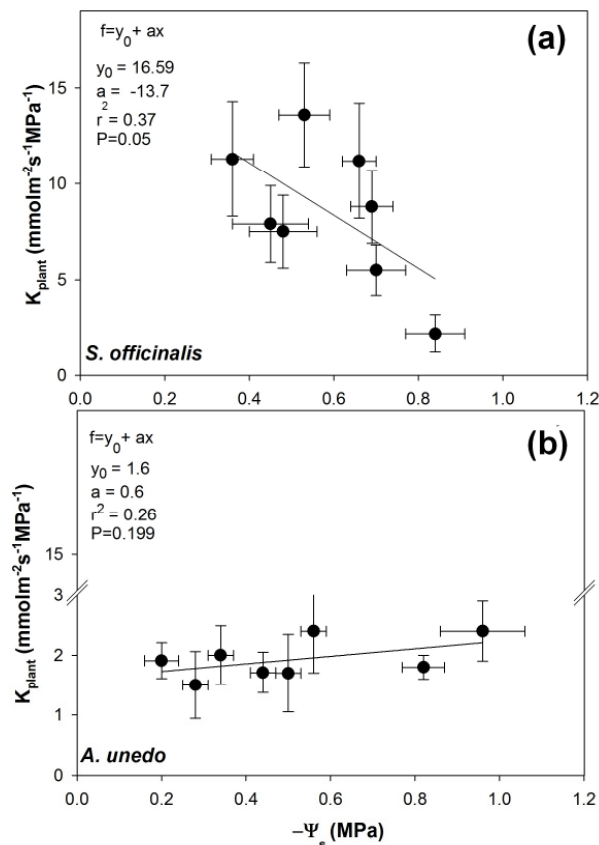 f=y₀+ ax
(a)
y₀ = 16.59
a = -13.7
r² = 0.37
P=0.05
15
10
5
0
K_plant (mmolm⁻²s⁻¹MPa⁻¹)
S. officinalis
0.0 0.2 0.4 0.6 0.8 1.0 1.2
f=y₀+ ax
(b)
y₀ = 1.6
a = 0.6
r² = 0.26
P=0.199
15
3
2
1
0
K_plant (mmolm⁻²s⁻¹MPa⁻¹)
A. unedo
0.0 0.2 0.4 0.6 0.8 1.0 1.2
–Ψₛ (MPa)